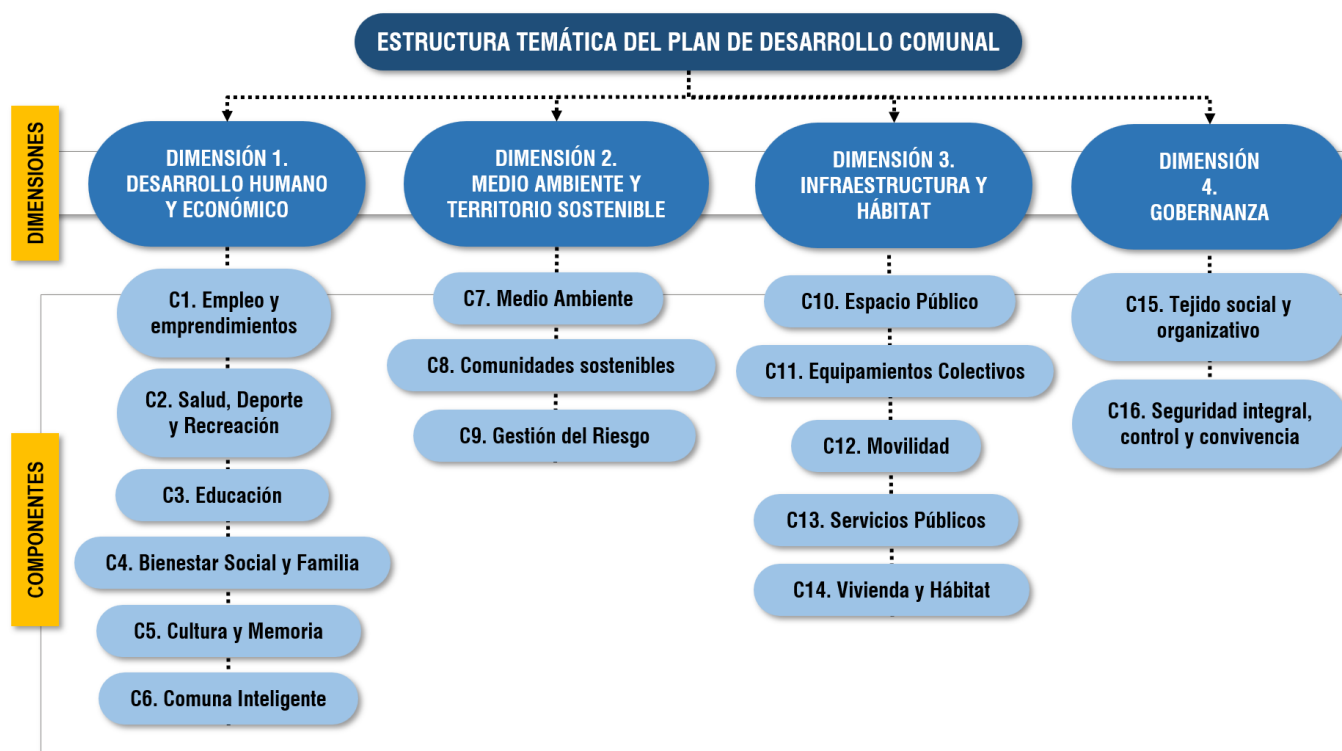 ESTRUCTURA TEMÁTICA DEL PLAN DE DESARROLLO COMUNAL
DIMENSIONES
DIMENSIÓN 1.
DESARROLLO HUMANO
Y ECONÓMICO
DIMENSIÓN 2.
MEDIO AMBIENTE Y
TERRITORIO SOSTENIBLE
DIMENSIÓN 3.
INFRAESTRUCTURA Y
HÁBITAT
DIMENSIÓN
4.
GOBERNANZA
COMPONENTES
C1. Empleo y
emprendimientos
C2. Salud, Deporte
y Recreación
C3. Educación
C4. Bienestar Social y Familia
C5. Cultura y Memoria
C6. Comuna Inteligente
C7. Medio Ambiente
C8. Comunidades sostenibles
C9. Gestión del Riesgo
C10. Espacio Público
C11. Equipamientos Colectivos
C12. Movilidad
C13. Servicios Públicos
C14. Vivienda y Hábitat
C15. Tejido social y
organizativo
C16. Seguridad integral,
control y convivencia